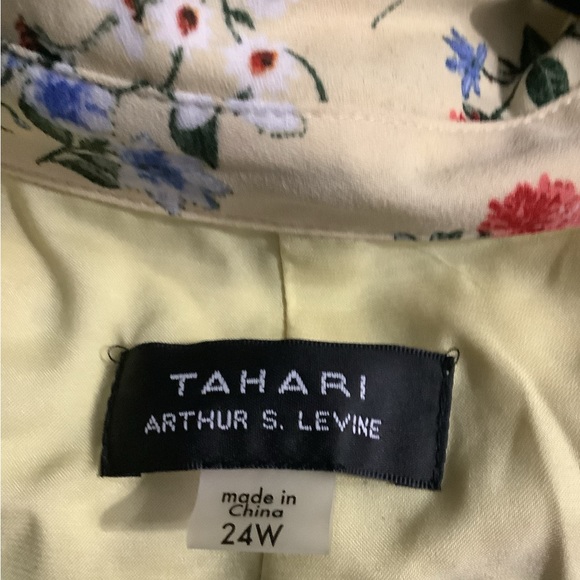 TAHARI
ARTHUR S. LEVINE
made in
China
24W